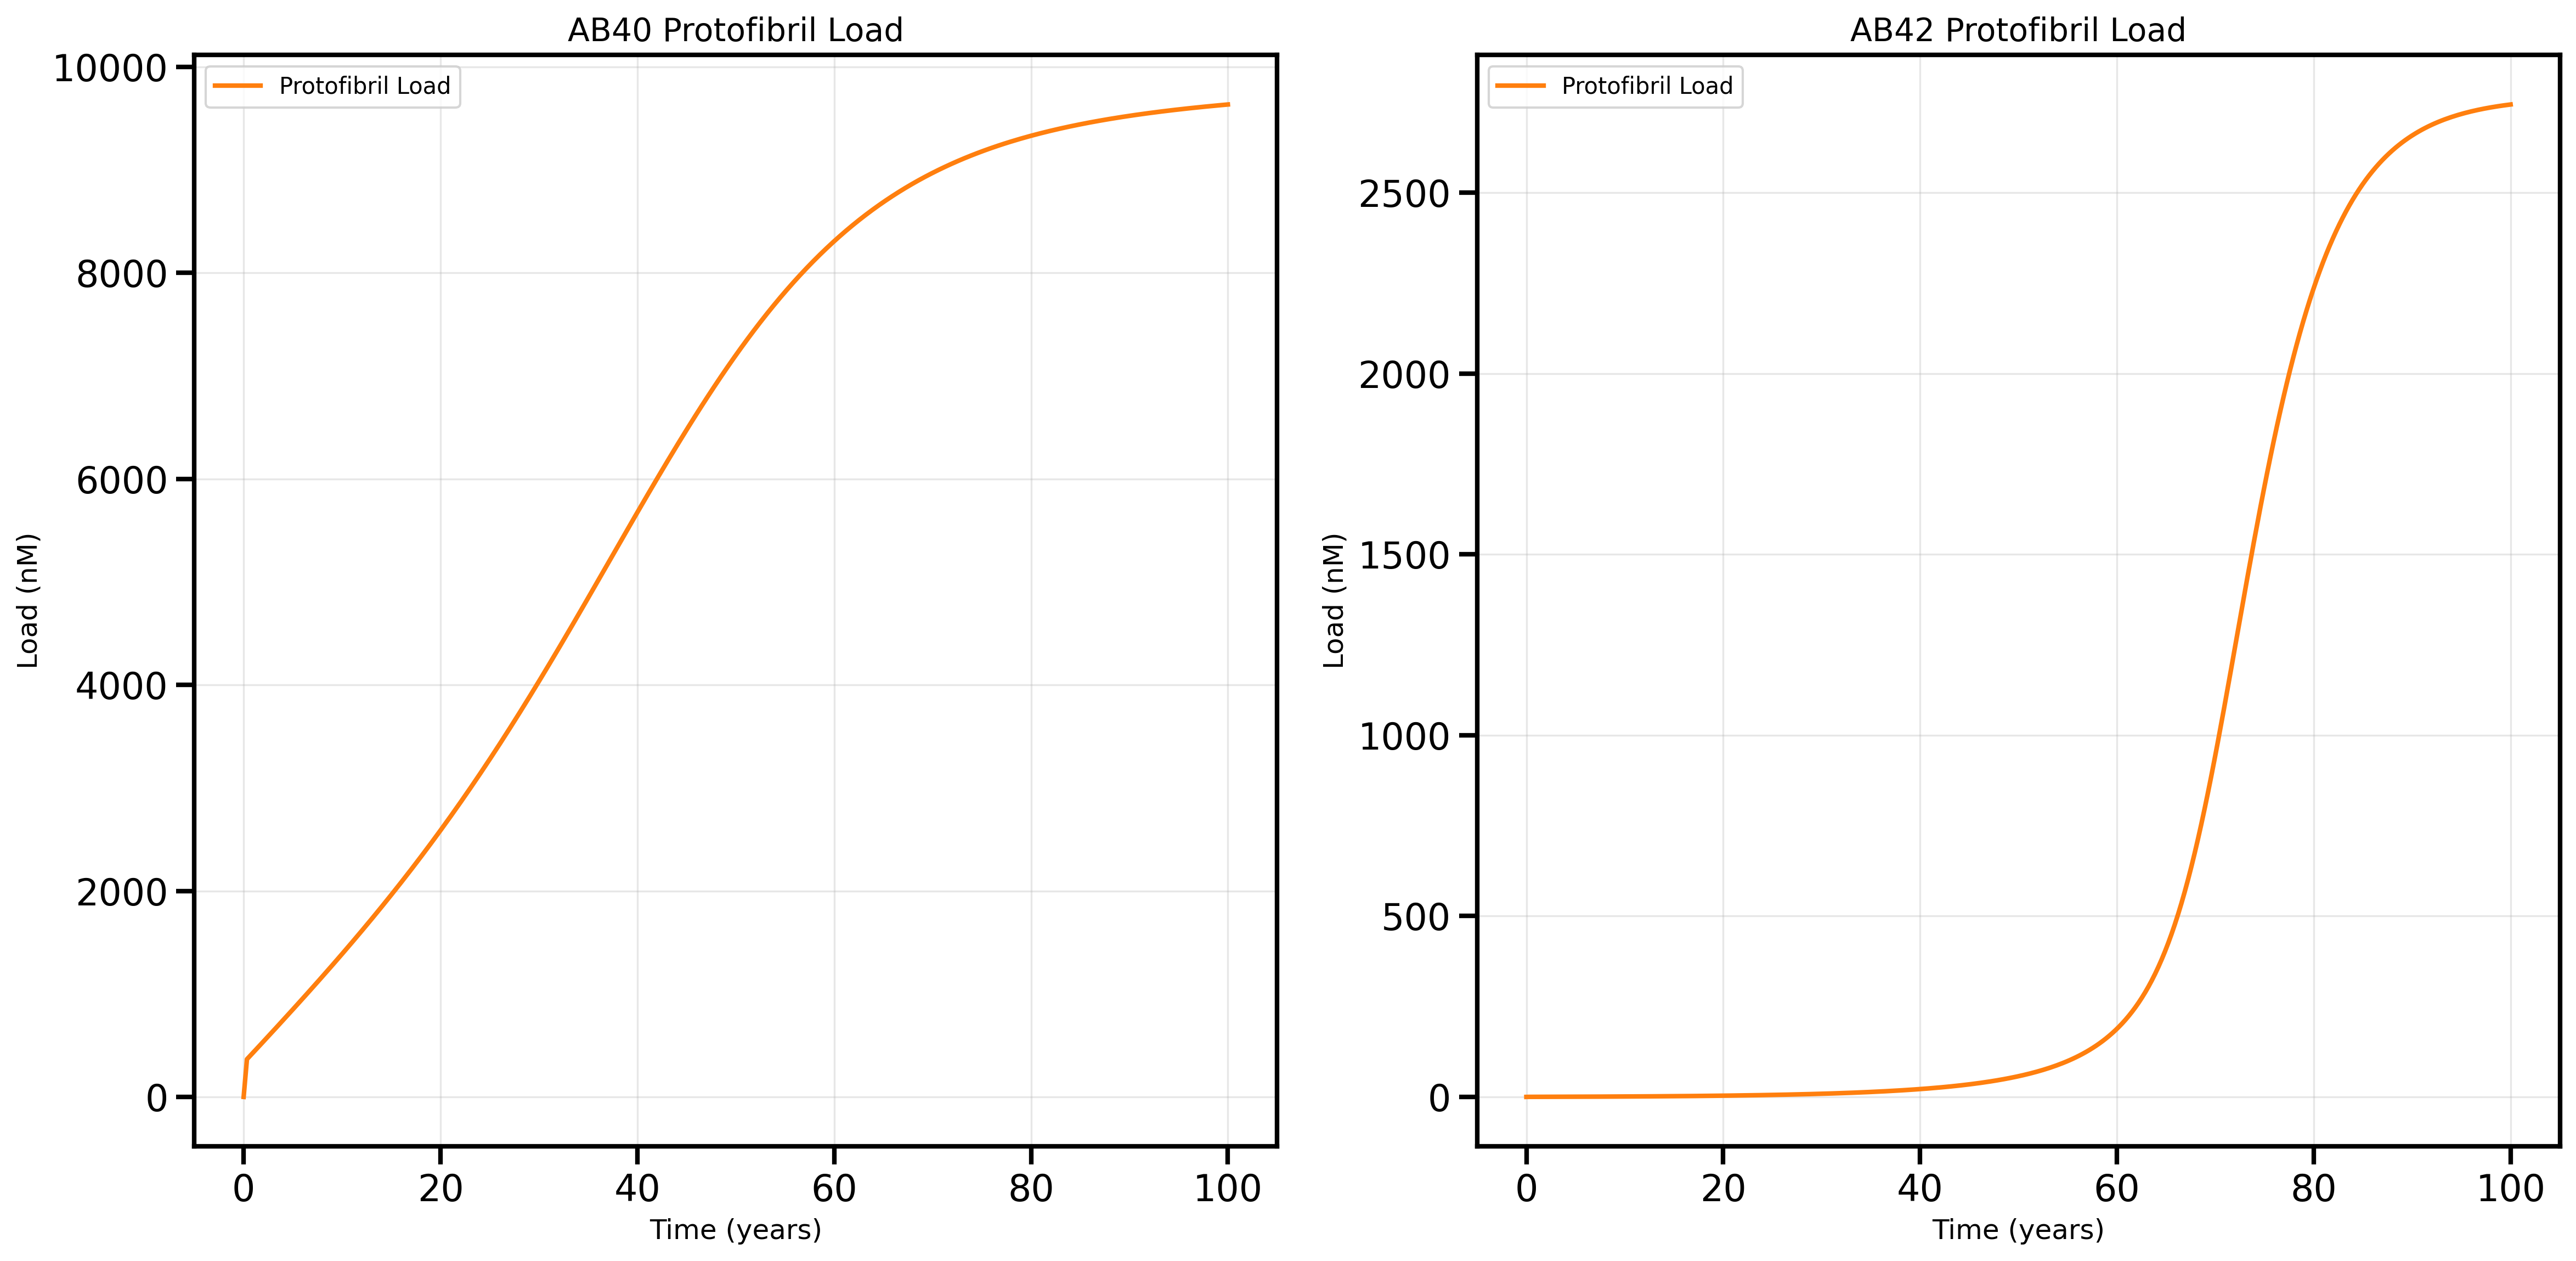 AB40 Protofibril Load
Protofibril Load
10000
8000
6000
4000
2000
0
Load (nM)
0 20 40 60 80 100
Time (years)
AB42 Protofibril Load
Protofibril Load
2500
2000
1500
1000
500
0
Load (nM)
0 20 40 60 80 100
Time (years)